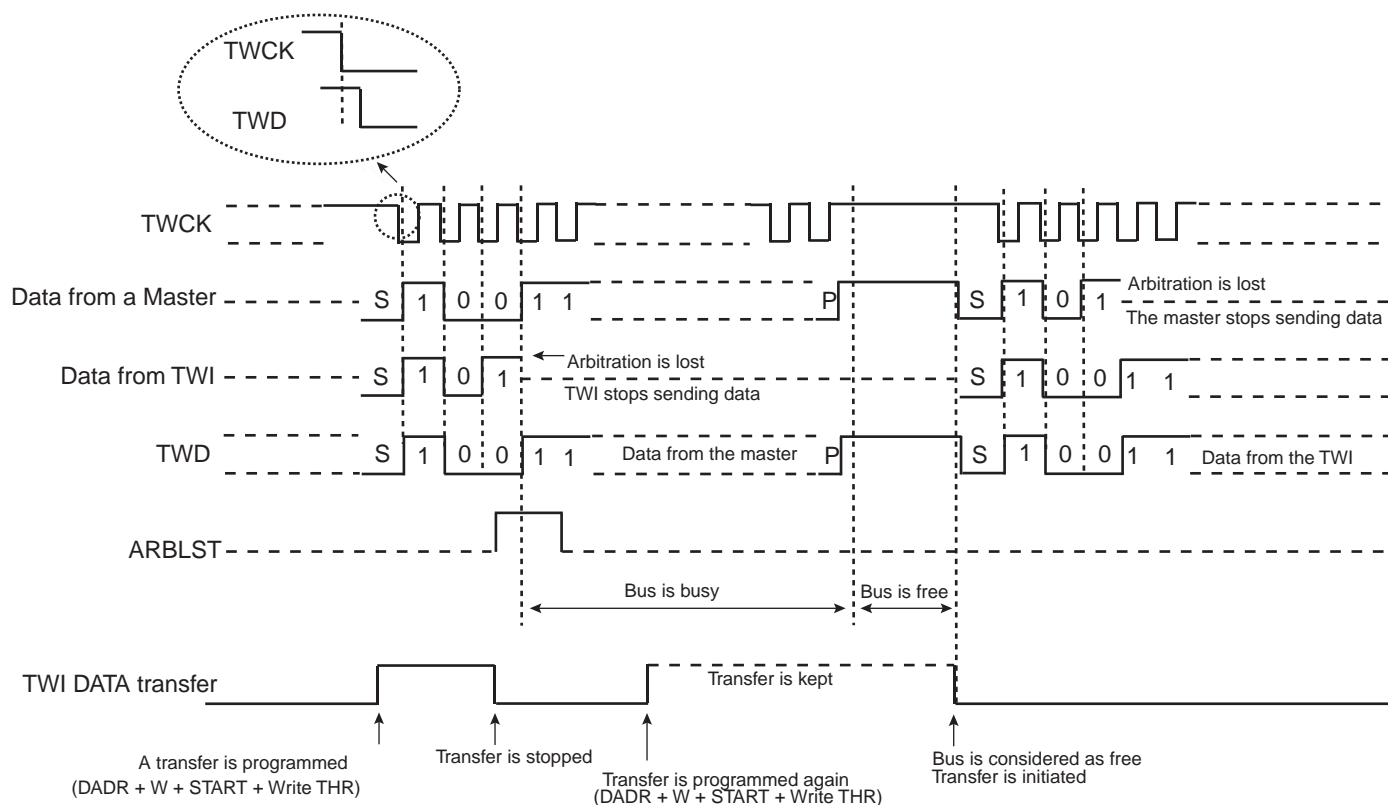 TWCK
TWD
TWCK
Data from a Master
S 1 0 0 1 1
P
S 1 0 1
Arbitration is lost
The master stops sending data
Data from TWI
S 1 0 1
Arbitration is lost
TWI stops sending data
S 1 0 0 1 1
TWD
S 1 0 0 1 1
Data from the master
P
S 1 0 0 1 1
Data from the TWI
ARBLST
Bus is busy
Bus is free
TWI DATA transfer
Transfer is kept
A transfer is programmed
(DADR + W + START + Write THR)
Transfer is stopped
Transfer is programmed again
(DADR + W + START + Write THR)
Bus is considered as free
Transfer is initiated